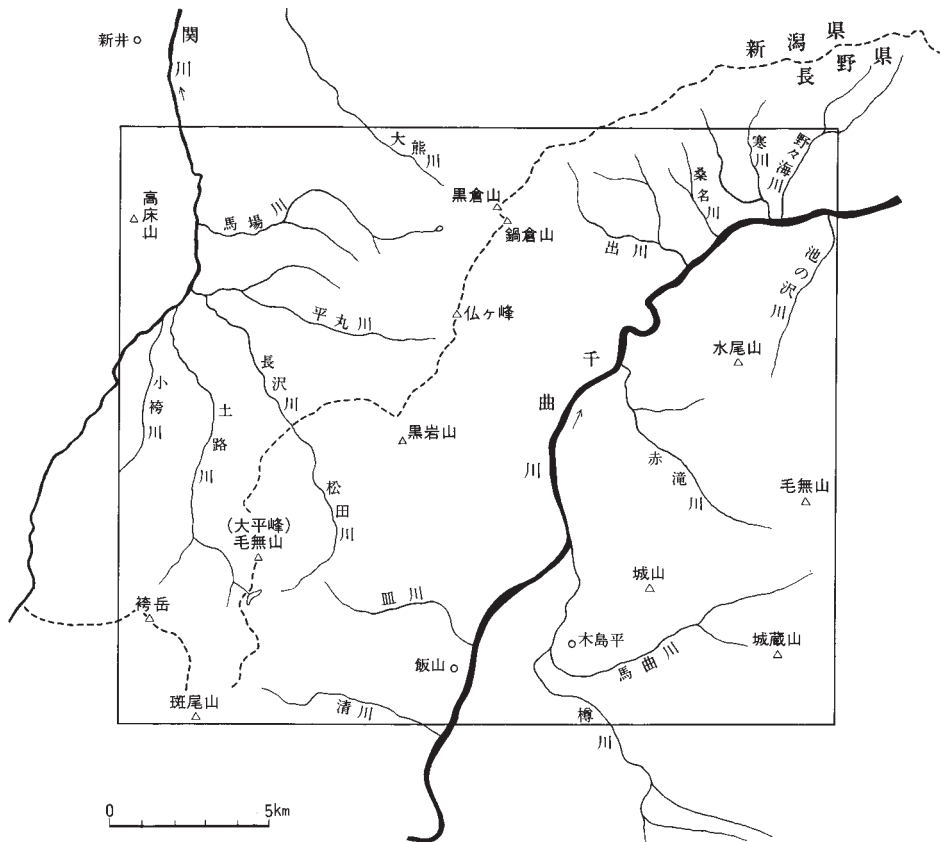 新潟県
長野県
新井
関川
大熊川
寒川
野々海川
桑名川
高床山
馬場川
黒倉山
鍋倉山
出川
池の沢川
平丸川
仏ヶ峰
水尾山
長沢川
千曲川
小袴川
土路川
黒岩山
赤滝川
松田川
毛無山
(大平峰)
毛無山
城山
皿川
袴岳
木島平
城蔵山
飯山
馬曲川
斑尾山
清川
樽川
0 5km